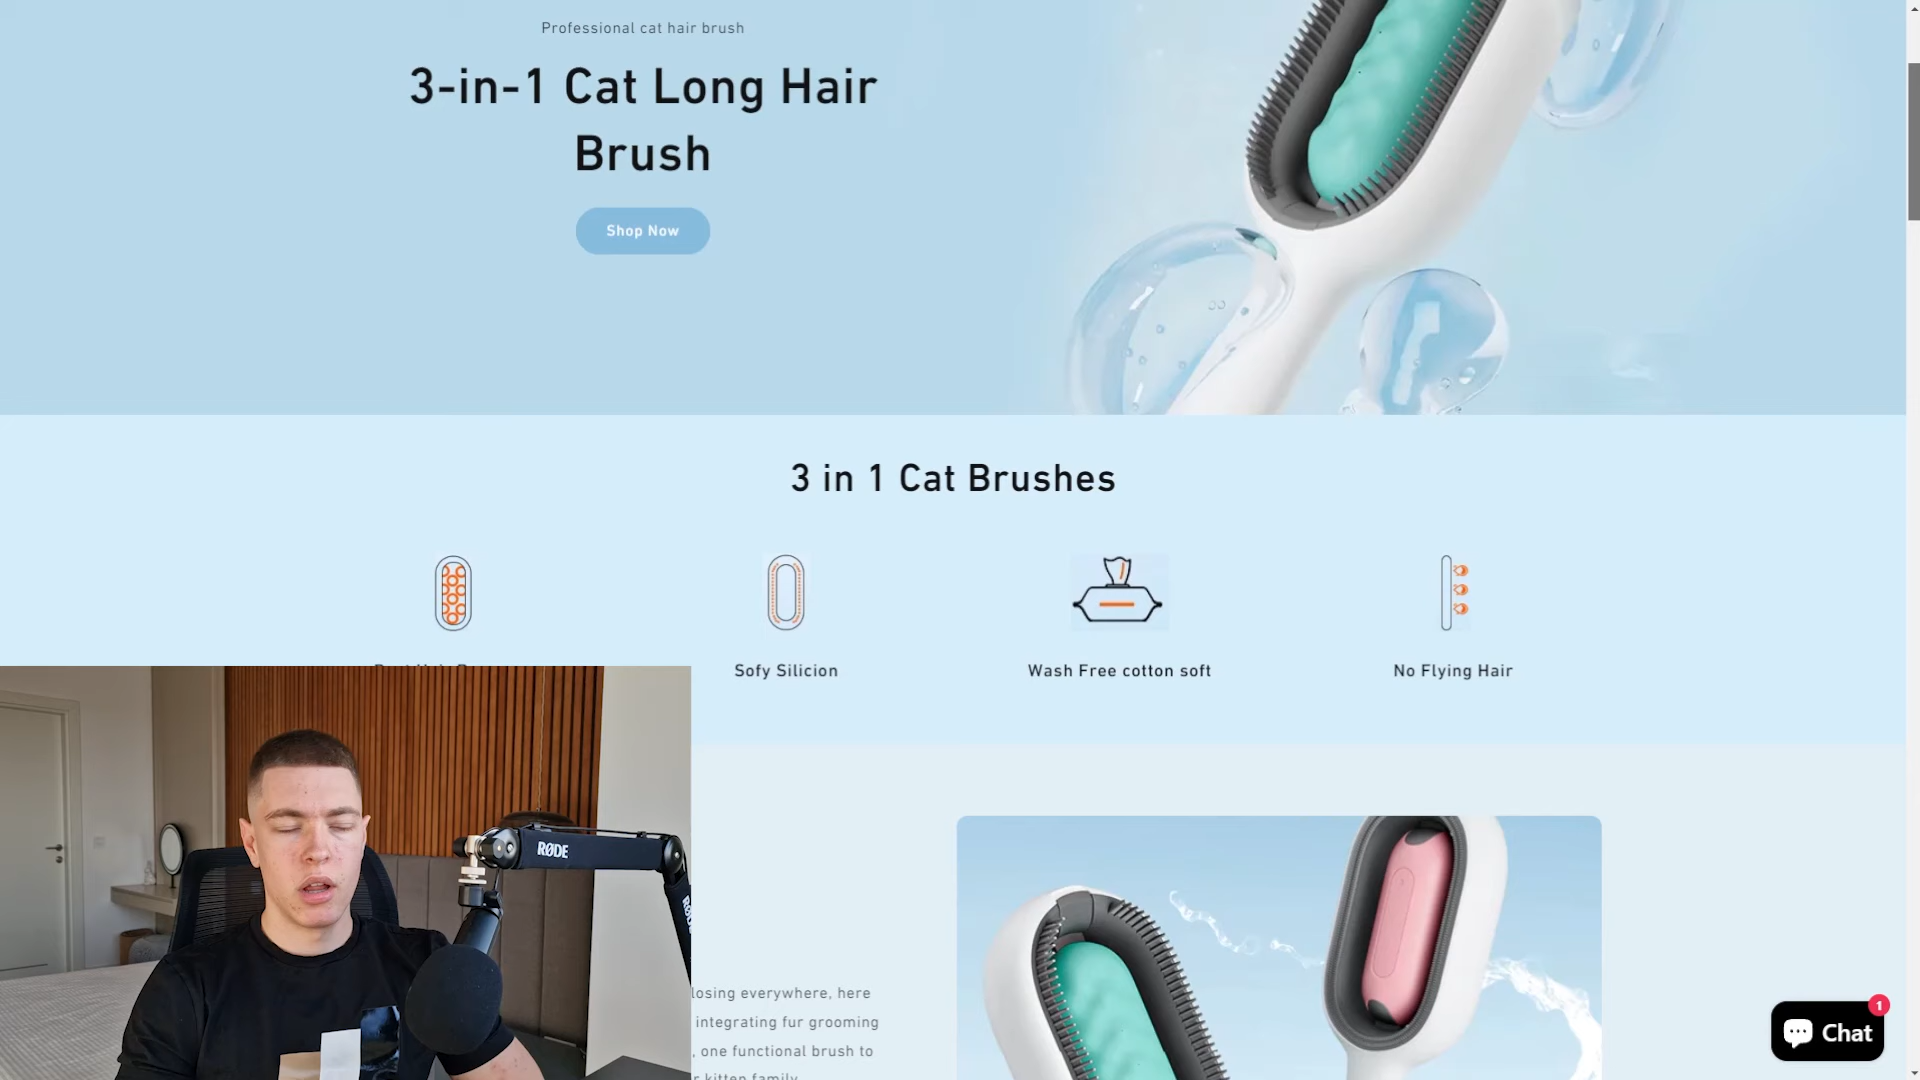 Professional cat hair brush
3-in-1 Cat Long Hair
Brush
Shop Now
3 in 1 Cat Brushes
Sofy Silicion
Wash Free cotton soft
No Flying Hair
RØDE
losing everywhere, here
integrating fur grooming
, one functional brush to
r kitten family
1
Chat